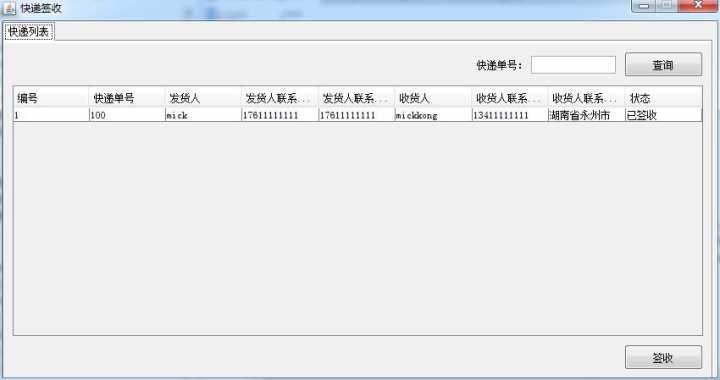 快递签收
快递列表
快递单号： 查询
编号 快递单号 发货人 发货人联系... 发货人联系... 收货人 收货人联系... 收货人联系... 状态
1 100 mick 17611111111 17611111111 mickkong 13411111111 湖南省永州市 已签收
签收